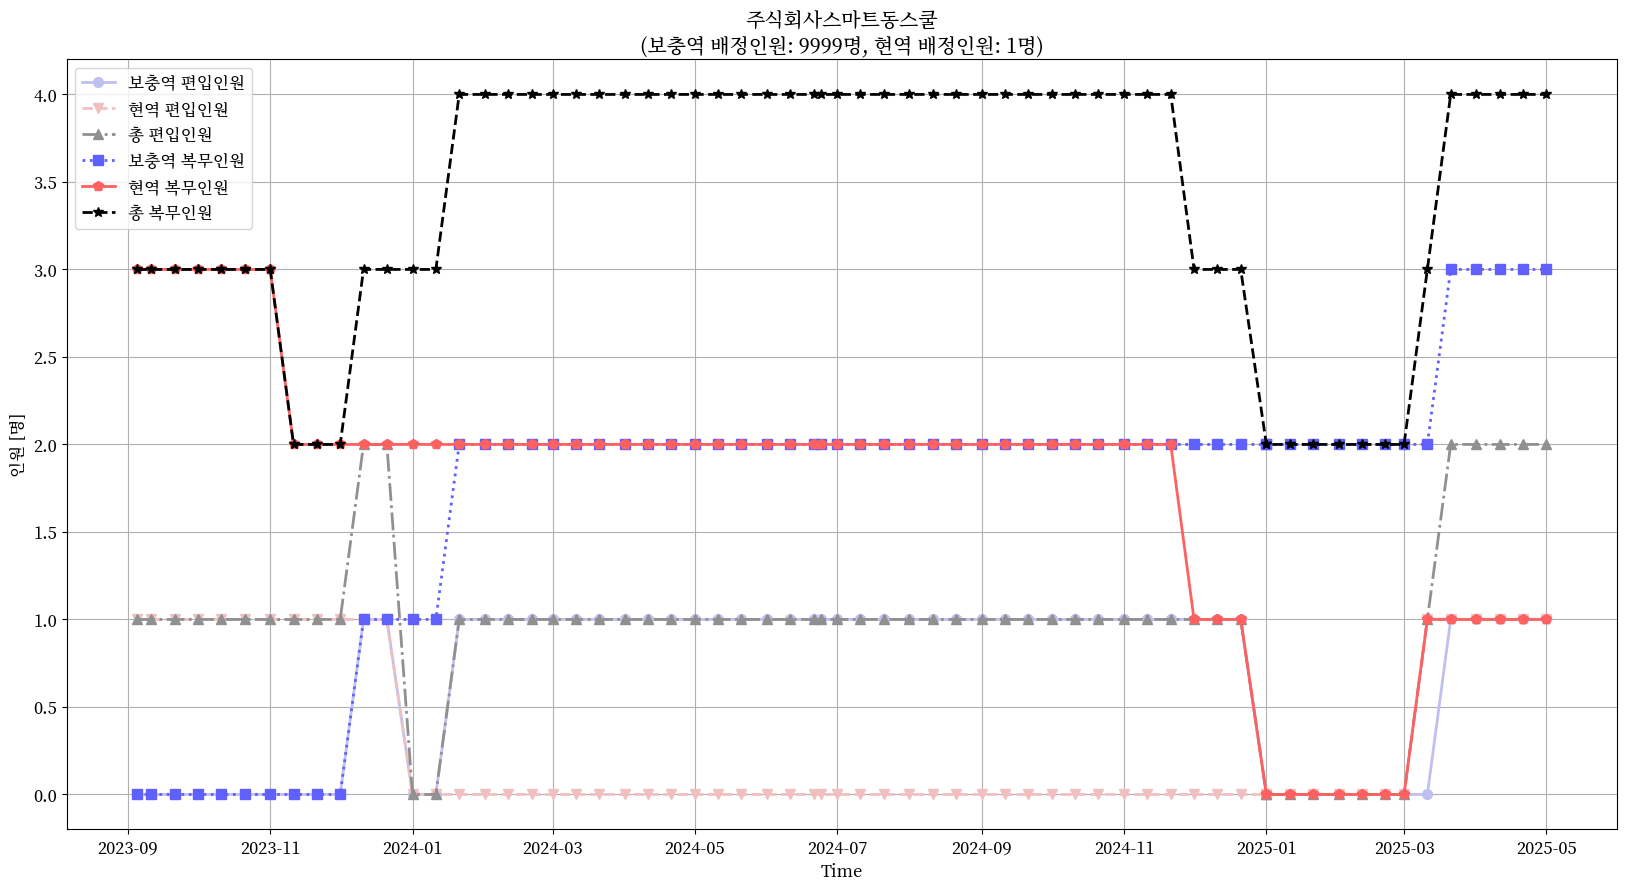 주식회사스마트동스쿨
(보충역 배정인원: 9999명, 현역 배정인원: 1명)
보충역 편입인원
현역 편입인원
총 편입인원
보충역 복무인원
현역 복무인원
총 복무인원
4.0
3.5
3.0
2.5
2.0
1.5
1.0
0.5
0.0
인원 [명]
2023-09
2023-11
2024-01
2024-03
2024-05
2024-07
2024-09
2024-11
2025-01
2025-03
2025-05
Time